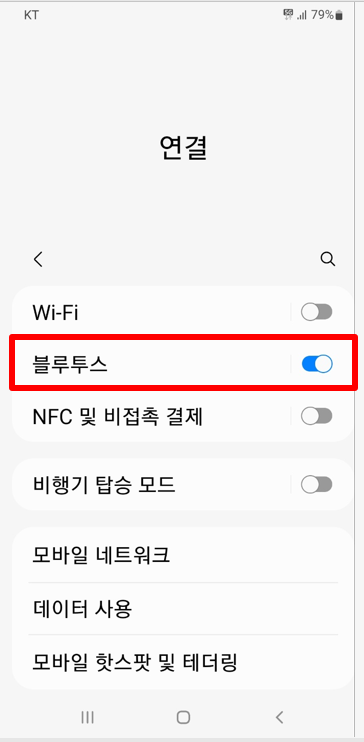 KT
5G 79%
연결
Wi-Fi
블루투스
NFC 및 비접촉 결제
비행기 탑승 모드
모바일 네트워크
데이터 사용
모바일 핫스팟 및 테더링